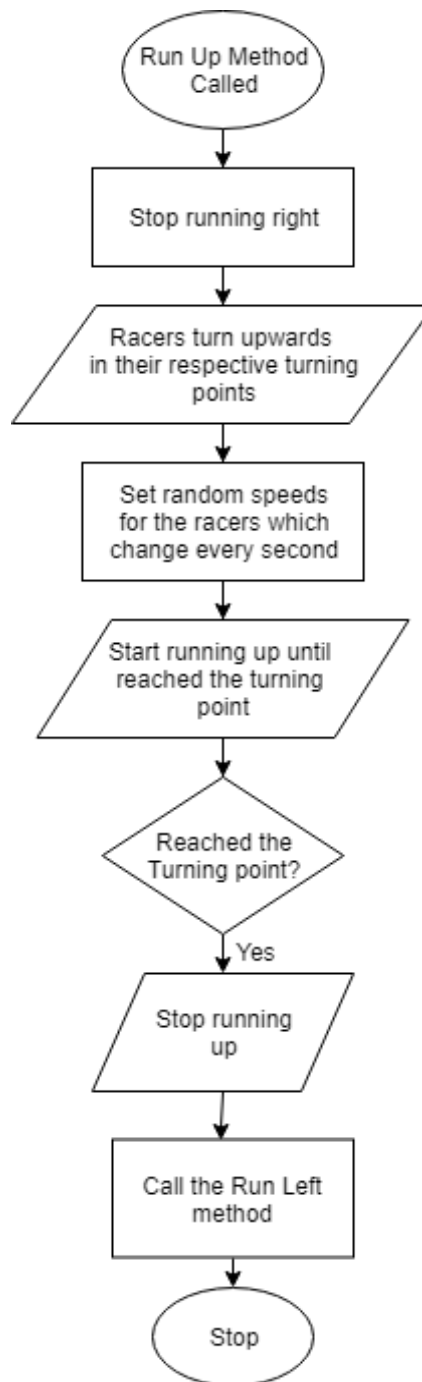 Run Up Method
Called
Stop running right
Racers turn upwards
in their respective turning
points
Set random speeds
for the racers which
change every second
Start running up until
reached the turning
point
Reached the
Turning point?
Yes
Stop running
up
Call the Run Left
method
Stop